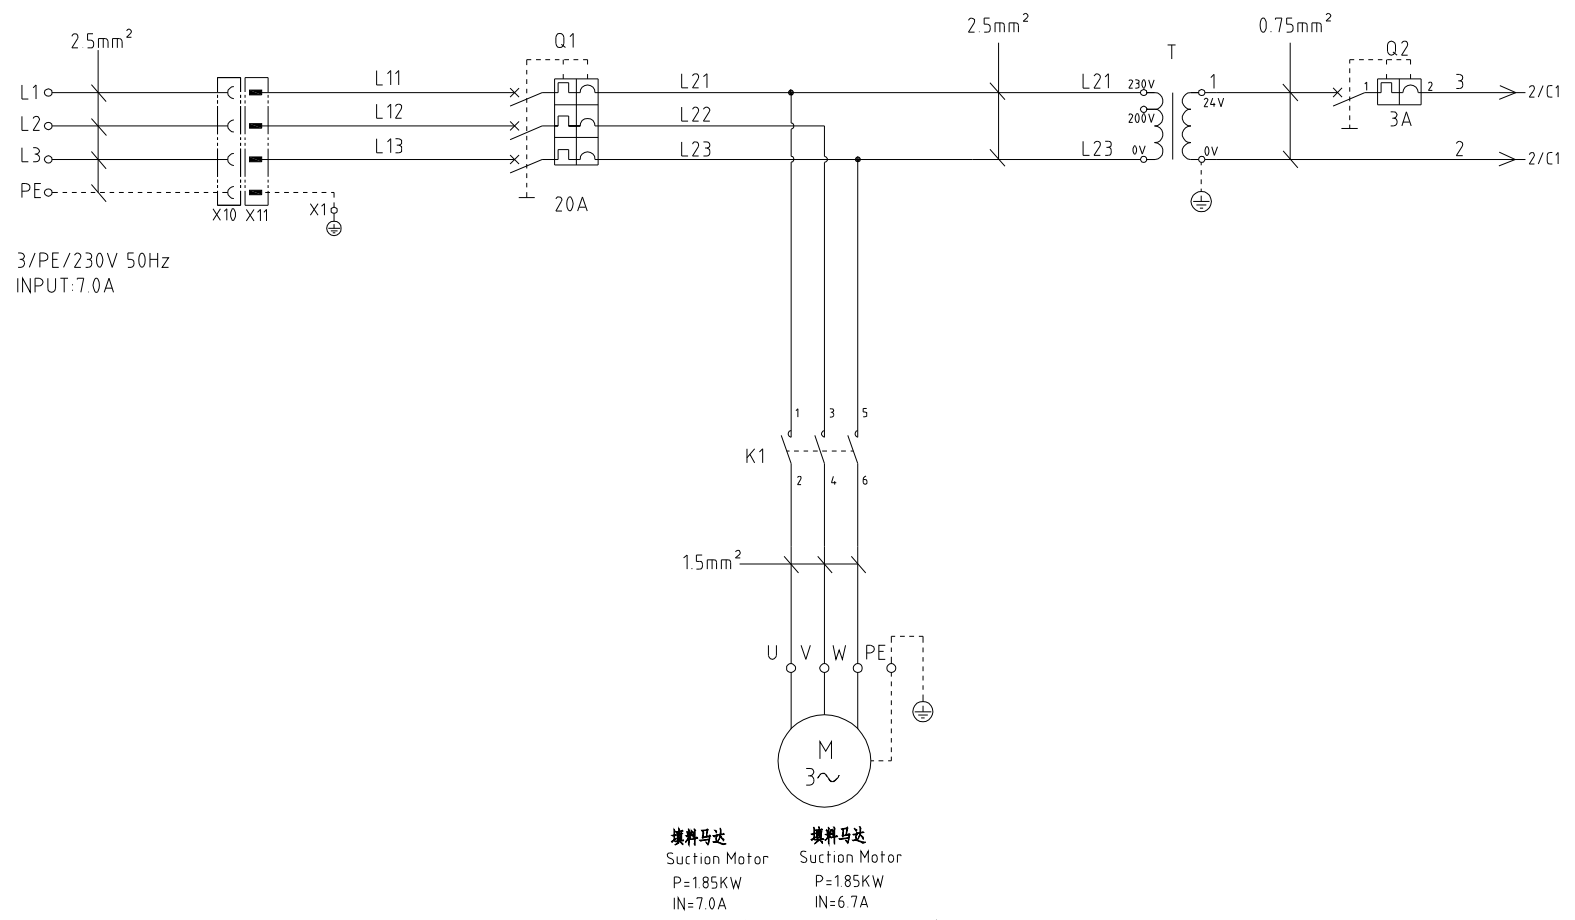 2.5mm²
Q1
2.5mm²
T
0.75mm²
Q2
L1
L11
L21
L21
230V
1
24V
1
2
3
2/C1
L2
L12
L22
200V
3A
L3
L13
L23
L23
0V
0V
2
2/C1
PE
X10
X11
X1
20A
3/PE/230V 50Hz
INPUT:7.0A
1
3
5
K1
2
4
6
1.5mm²
U
V
W
PE
M
3~
填料马达
Suction Motor
P=1.85KW
IN=7.0A
填料马达
Suction Motor
P=1.85KW
IN=6.7A